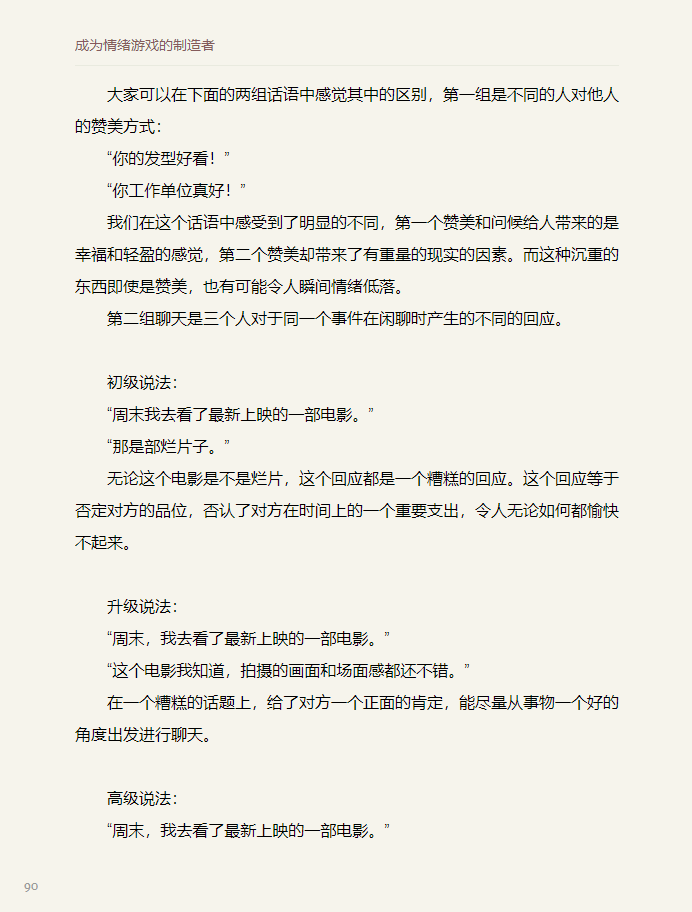 成为情绪游戏的制造者
大家可以在下面的两组话语中感觉其中的区别，第一组是不同的人对他人
的赞美方式：
“你的发型好看！”
“你工作单位真好！”
我们在这个话语中感受到了明显的不同，第一个赞美和问候给人带来的是
幸福和轻盈的感觉，第二个赞美却带来了有重量的现实的因素。而这种沉重的
东西即使是赞美，也有可能令人瞬间情绪低落。
第二组聊天是三个人对于同一个事件在闲聊时产生的不同的回应。
初级说法：
“周末我去看了最新上映的一部电影。”
“那是部烂片子。”
无论这个电影是不是烂片，这个回应都是一个糟糕的回应。这个回应等于
否定对方的品位，否认了对方在时间上的一个重要支出，令人无论如何都愉快
不起来。
升级说法：
“周末，我去看了最新上映的一部电影。”
“这个电影我知道，拍摄的画面和场面感都还不错。”
在一个糟糕的话题上，给了对方一个正面的肯定，能尽量从事物一个好的
角度出发进行聊天。
高级说法：
“周末，我去看了最新上映的一部电影。”
90